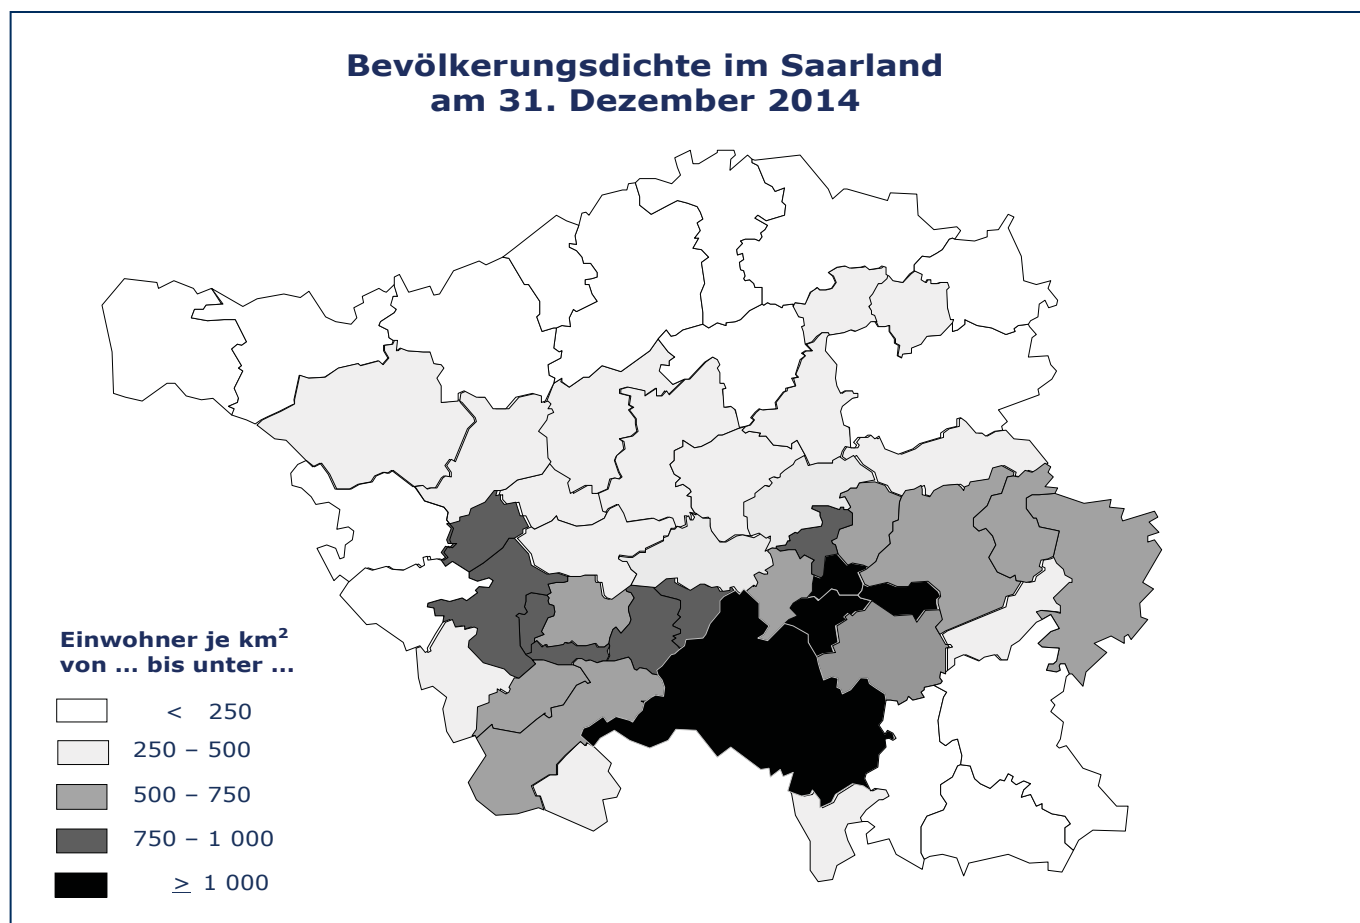 Bevölkerungsdichte im Saarland
am 31. Dezember 2014
Einwohner je km²
von ... bis unter ...
< 250
250 – 500
500 – 750
750 – 1 000
≥ 1 000